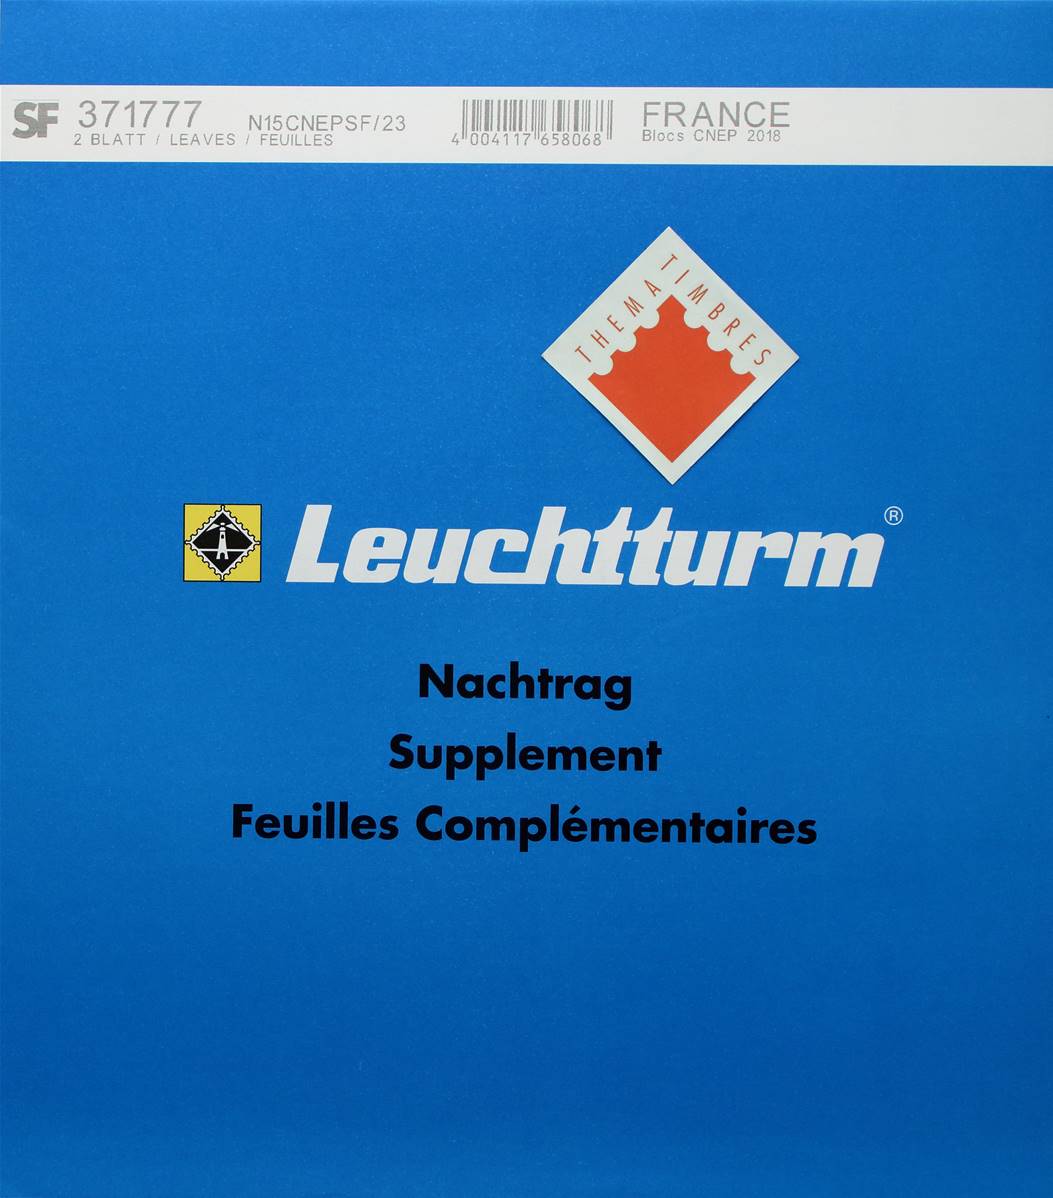 SF 371777 N15CNEPSF/23 FRANCE
2 BLATT / LEAVES / FEUILLES 4 004117 658068 Blocs CNEP 2018
THEMA TIMBRES
Leuchtturm ®
Nachtrag
Supplement
Feuilles Complémentaires